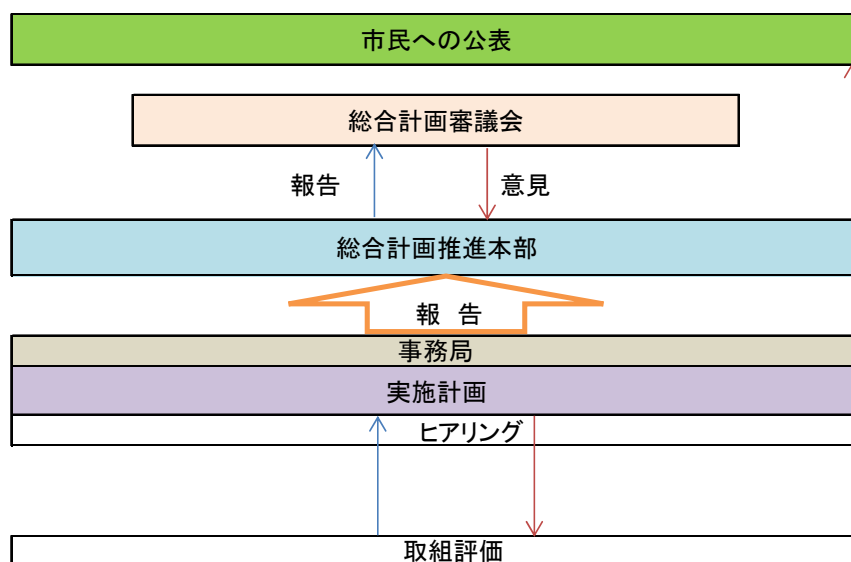 市民への公表
総合計画審議会
報告 意見
総合計画推進本部
報 告
事務局
実施計画
ヒアリング
取組評価